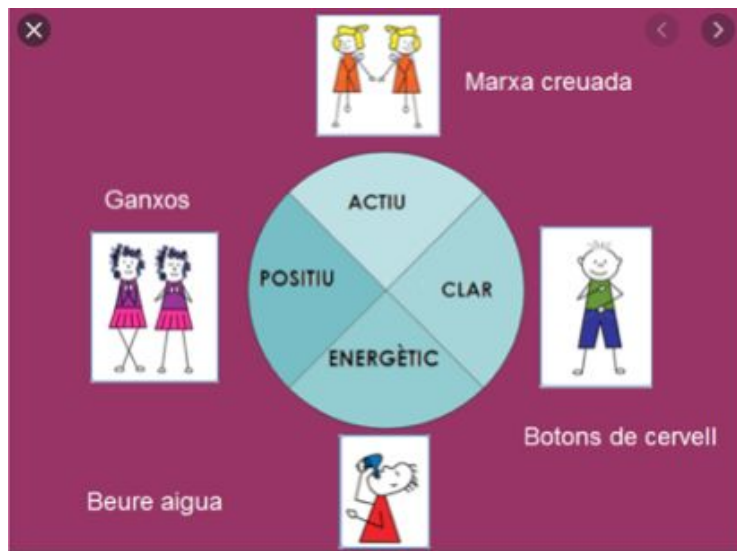 Marxa creuada
Ganxos
ACTIU
POSITIU
CLAR
ENERGÈTIC
Botons de cervell
Beure aigua